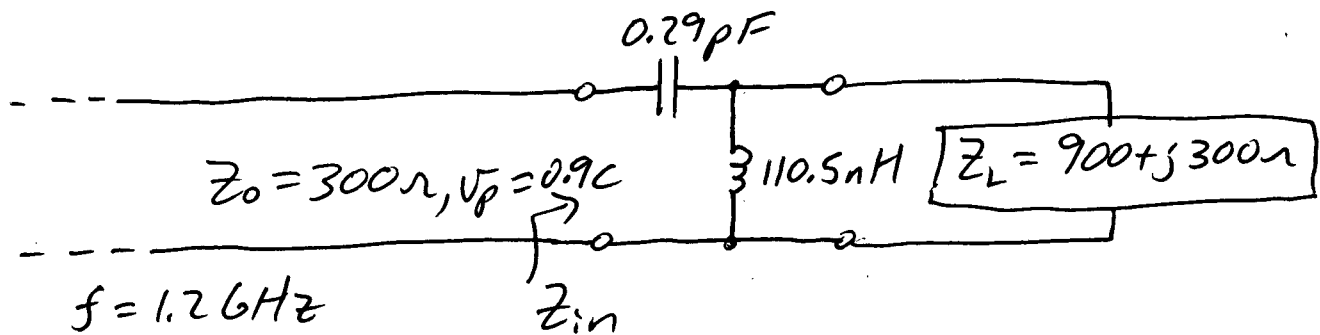 0.29pF
Z₀ = 300Ω, vₚ = 0.9c
110.5nH
Z_L = 900 + j300Ω
f = 1.2 GHz
Z_in